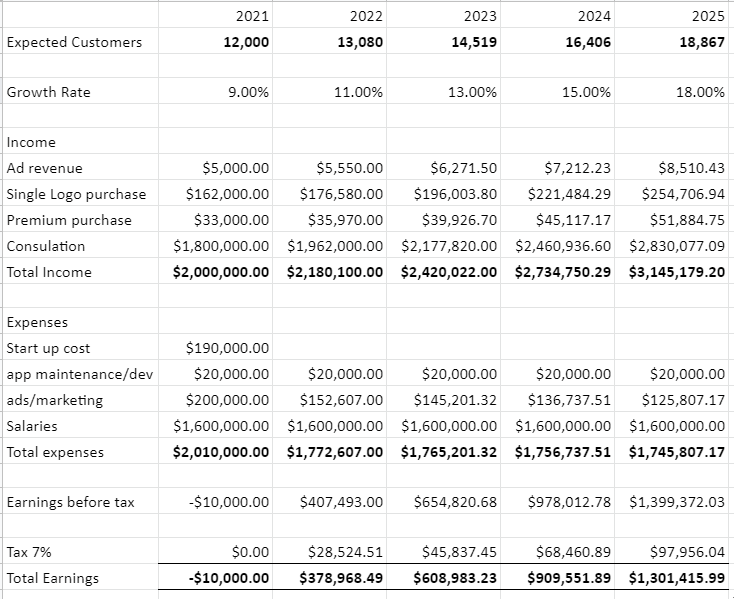 2021 2022 2023 2024 2025
Expected Customers 12,000 13,080 14,519 16,406 18,867
Growth Rate 9.00% 11.00% 13.00% 15.00% 18.00%
Income
Ad revenue $5,000.00 $5,550.00 $6,271.50 $7,212.23 $8,510.43
Single Logo purchase $162,000.00 $176,580.00 $196,003.80 $221,484.29 $254,706.94
Premium purchase $33,000.00 $35,970.00 $39,926.70 $45,117.17 $51,884.75
Consulation $1,800,000.00 $1,962,000.00 $2,177,820.00 $2,460,936.60 $2,830,077.09
Total Income $2,000,000.00 $2,180,100.00 $2,420,022.00 $2,734,750.29 $3,145,179.20
Expenses
Start up cost $190,000.00
app maintenance/dev $20,000.00 $20,000.00 $20,000.00 $20,000.00 $20,000.00
ads/marketing $200,000.00 $152,607.00 $145,201.32 $136,737.51 $125,807.17
Salaries $1,600,000.00 $1,600,000.00 $1,600,000.00 $1,600,000.00 $1,600,000.00
Total expenses $2,010,000.00 $1,772,607.00 $1,765,201.32 $1,756,737.51 $1,745,807.17
Earnings before tax -$10,000.00 $407,493.00 $654,820.68 $978,012.78 $1,399,372.03
Tax 7% $0.00 $28,524.51 $45,837.45 $68,460.89 $97,956.04
Total Earnings -$10,000.00 $378,968.49 $608,983.23 $909,551.89 $1,301,415.99